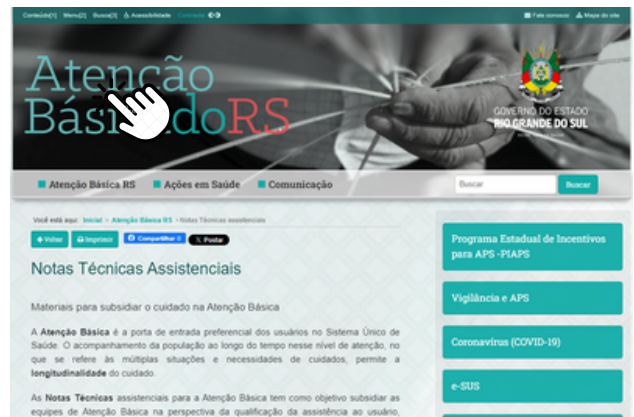 Conteúdo[1] Menu[2] Busca[3] Acessibilidade Contraste
Fale conosco Mapa do site
Atenção
Básica do RS
GOVERNO DO ESTADO
RIO GRANDE DO SUL
Atenção Básica RS Ações em Saúde Comunicação
Buscar Buscar
Você está aqui: Inicial > Atenção Básica RS > Notas Técnicas assistenciais
Voltar Imprimir Compartilhar 0 X Postar
Notas Técnicas Assistenciais
Materiais para subsidiar o cuidado na Atenção Básica
A Atenção Básica é a porta de entrada preferencial dos usuários no Sistema Único de
Saúde. O acompanhamento da população ao longo do tempo nesse nível de atenção, no
que se refere às múltiplas situações e necessidades de cuidados, permite a
longitudinalidade do cuidado.
As Notas Técnicas assistenciais para a Atenção Básica tem como objetivo subsidiar as
equipes de Atenção Básica na perspectiva da qualificação da assistência ao usuário,
Programa Estadual de Incentivos
para APS -PIAPS
Vigilância e APS
Coronavírus (COVID-19)
e-SUS